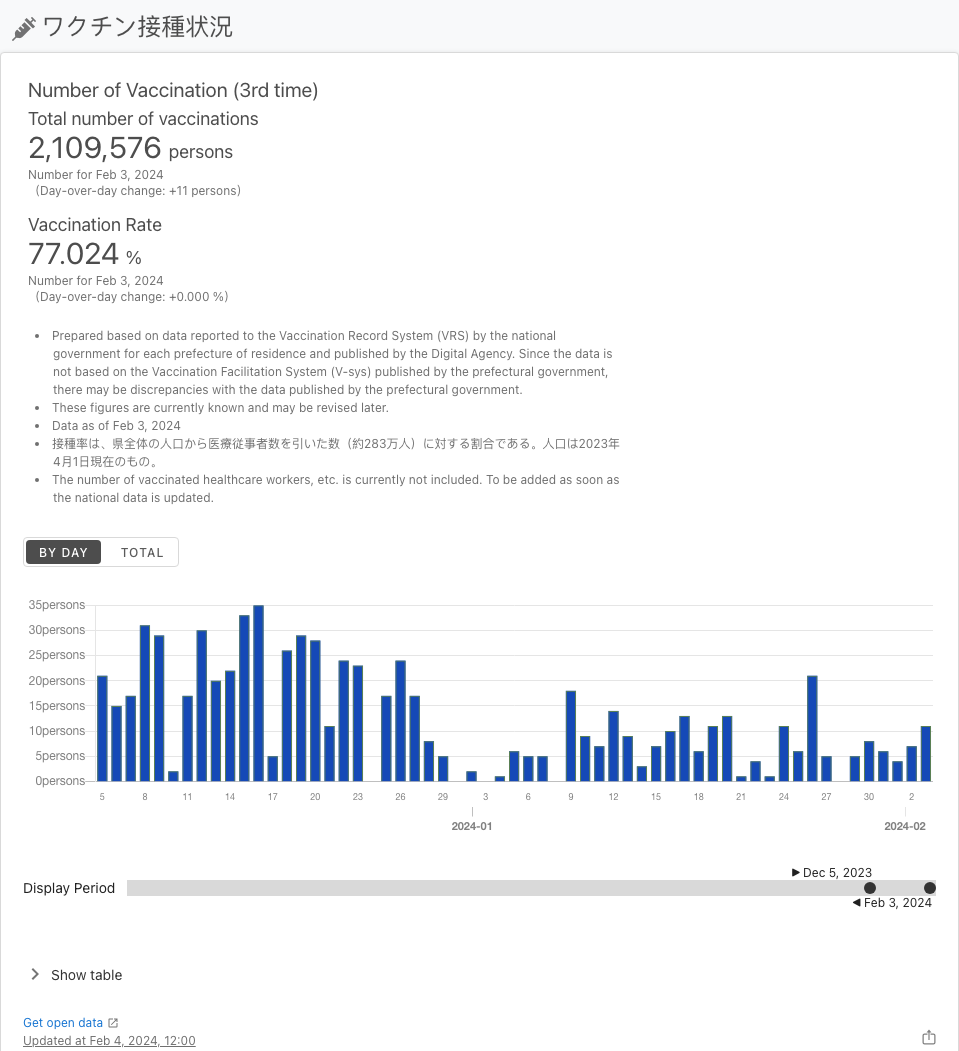 ワクチン接種状況
Number of Vaccination (3rd time)
Total number of vaccinations
2,109,576 persons
Number for Feb 3, 2024
(Day-over-day change: +11 persons)
Vaccination Rate
77.024 %
Number for Feb 3, 2024
(Day-over-day change: +0.000 %)
• Prepared based on data reported to the Vaccination Record System (VRS) by the national
government for each prefecture of residence and published by the Digital Agency. Since the data is
not based on the Vaccination Facilitation System (V-sys) published by the prefectural government,
there may be discrepancies with the data published by the prefectural government.
• These figures are currently known and may be revised later.
• Data as of Feb 3, 2024
• 接種率は、県全体の人口から医療従事者数を引いた数（約283万人）に対する割合である。人口は2023年
4月1日現在のもの。
• The number of vaccinated healthcare workers, etc. is currently not included. To be added as soon as
the national data is updated.
BY DAY TOTAL
35persons
30persons
25persons
20persons
15persons
10persons
5persons
0persons
5 8 11 14 17 20 23 26 29 3 6 9 12 15 18 21 24 27 30 2
2024-01 2024-02
Dec 5, 2023
Display Period
Feb 3, 2024
Show table
Get open data
Updated at Feb 4, 2024, 12:00